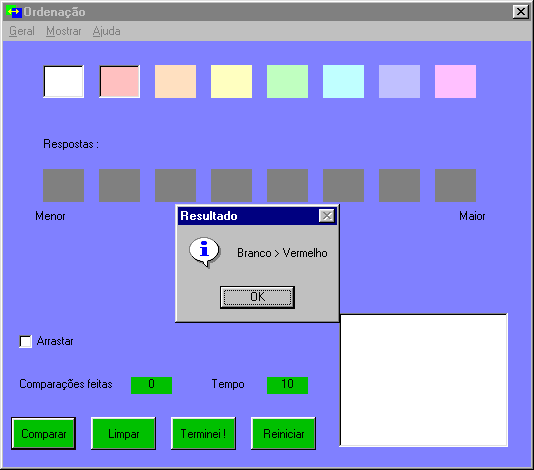 Ordenação
Geral Mostrar Ajuda
Respostas :
Menor Maior
Resultado
Branco > Vermelho
OK
Arrastar
Comparações feitas 0 Tempo 10
Comparar Limpar Terminei ! Reiniciar